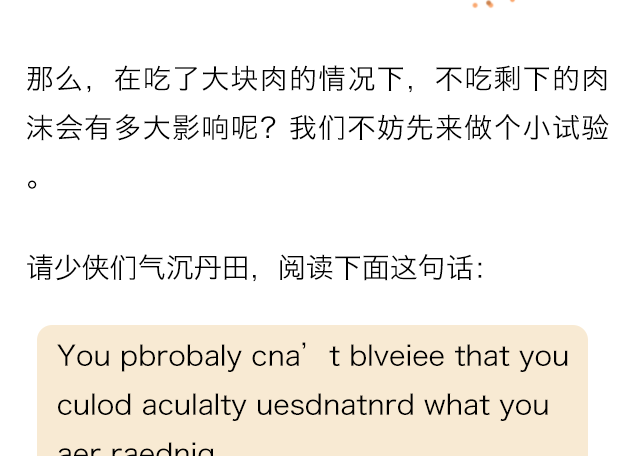 那么，在吃了大块肉的情况下，不吃剩下的肉
沫会有多大影响呢？我们不妨先来做个小试验
。
请少侠们气沉丹田，阅读下面这句话：
You pbrobaly cna’t blveiee that you
culod aculalty uesdnatnrd what you
aer raednig